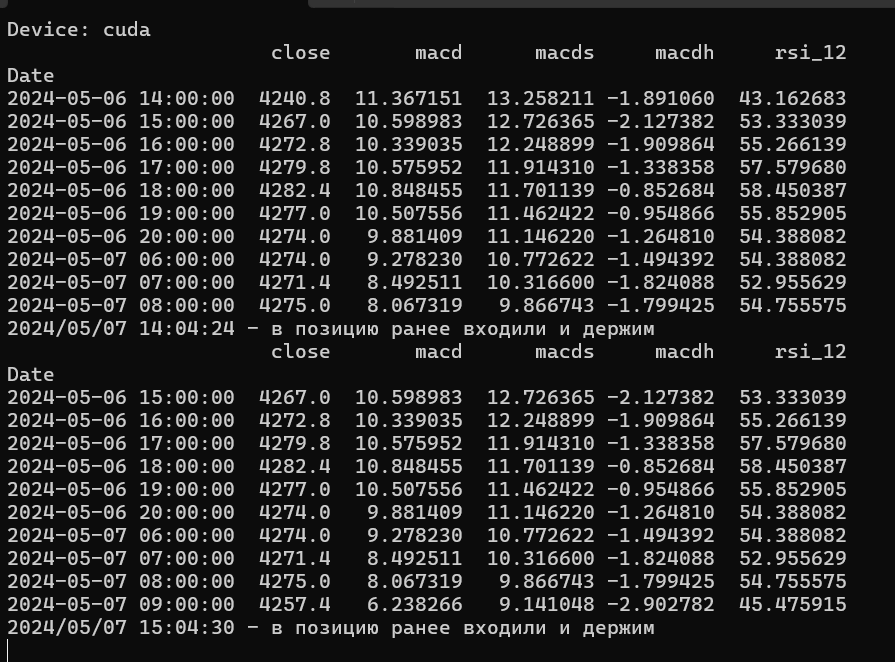 Device: cuda
close macd macds macdh rsi_12
Date
2024-05-06 14:00:00 4240.8 11.367151 13.258211 -1.891060 43.162683
2024-05-06 15:00:00 4267.0 10.598983 12.726365 -2.127382 53.333039
2024-05-06 16:00:00 4272.8 10.339035 12.248899 -1.909864 55.266139
2024-05-06 17:00:00 4279.8 10.575952 11.914310 -1.338358 57.579680
2024-05-06 18:00:00 4282.4 10.848455 11.701139 -0.852684 58.450387
2024-05-06 19:00:00 4277.0 10.507556 11.462422 -0.954866 55.852905
2024-05-06 20:00:00 4274.0 9.881409 11.146220 -1.264810 54.388082
2024-05-07 06:00:00 4274.0 9.278230 10.772622 -1.494392 54.388082
2024-05-07 07:00:00 4271.4 8.492511 10.316600 -1.824088 52.955629
2024-05-07 08:00:00 4275.0 8.067319 9.866743 -1.799425 54.755575
2024/05/07 14:04:24 - в позицию ранее входили и держим
close macd macds macdh rsi_12
Date
2024-05-06 15:00:00 4267.0 10.598983 12.726365 -2.127382 53.333039
2024-05-06 16:00:00 4272.8 10.339035 12.248899 -1.909864 55.266139
2024-05-06 17:00:00 4279.8 10.575952 11.914310 -1.338358 57.579680
2024-05-06 18:00:00 4282.4 10.848455 11.701139 -0.852684 58.450387
2024-05-06 19:00:00 4277.0 10.507556 11.462422 -0.954866 55.852905
2024-05-06 20:00:00 4274.0 9.881409 11.146220 -1.264810 54.388082
2024-05-07 06:00:00 4274.0 9.278230 10.772622 -1.494392 54.388082
2024-05-07 07:00:00 4271.4 8.492511 10.316600 -1.824088 52.955629
2024-05-07 08:00:00 4275.0 8.067319 9.866743 -1.799425 54.755575
2024-05-07 09:00:00 4257.4 6.238266 9.141048 -2.902782 45.475915
2024/05/07 15:04:30 - в позицию ранее входили и держим